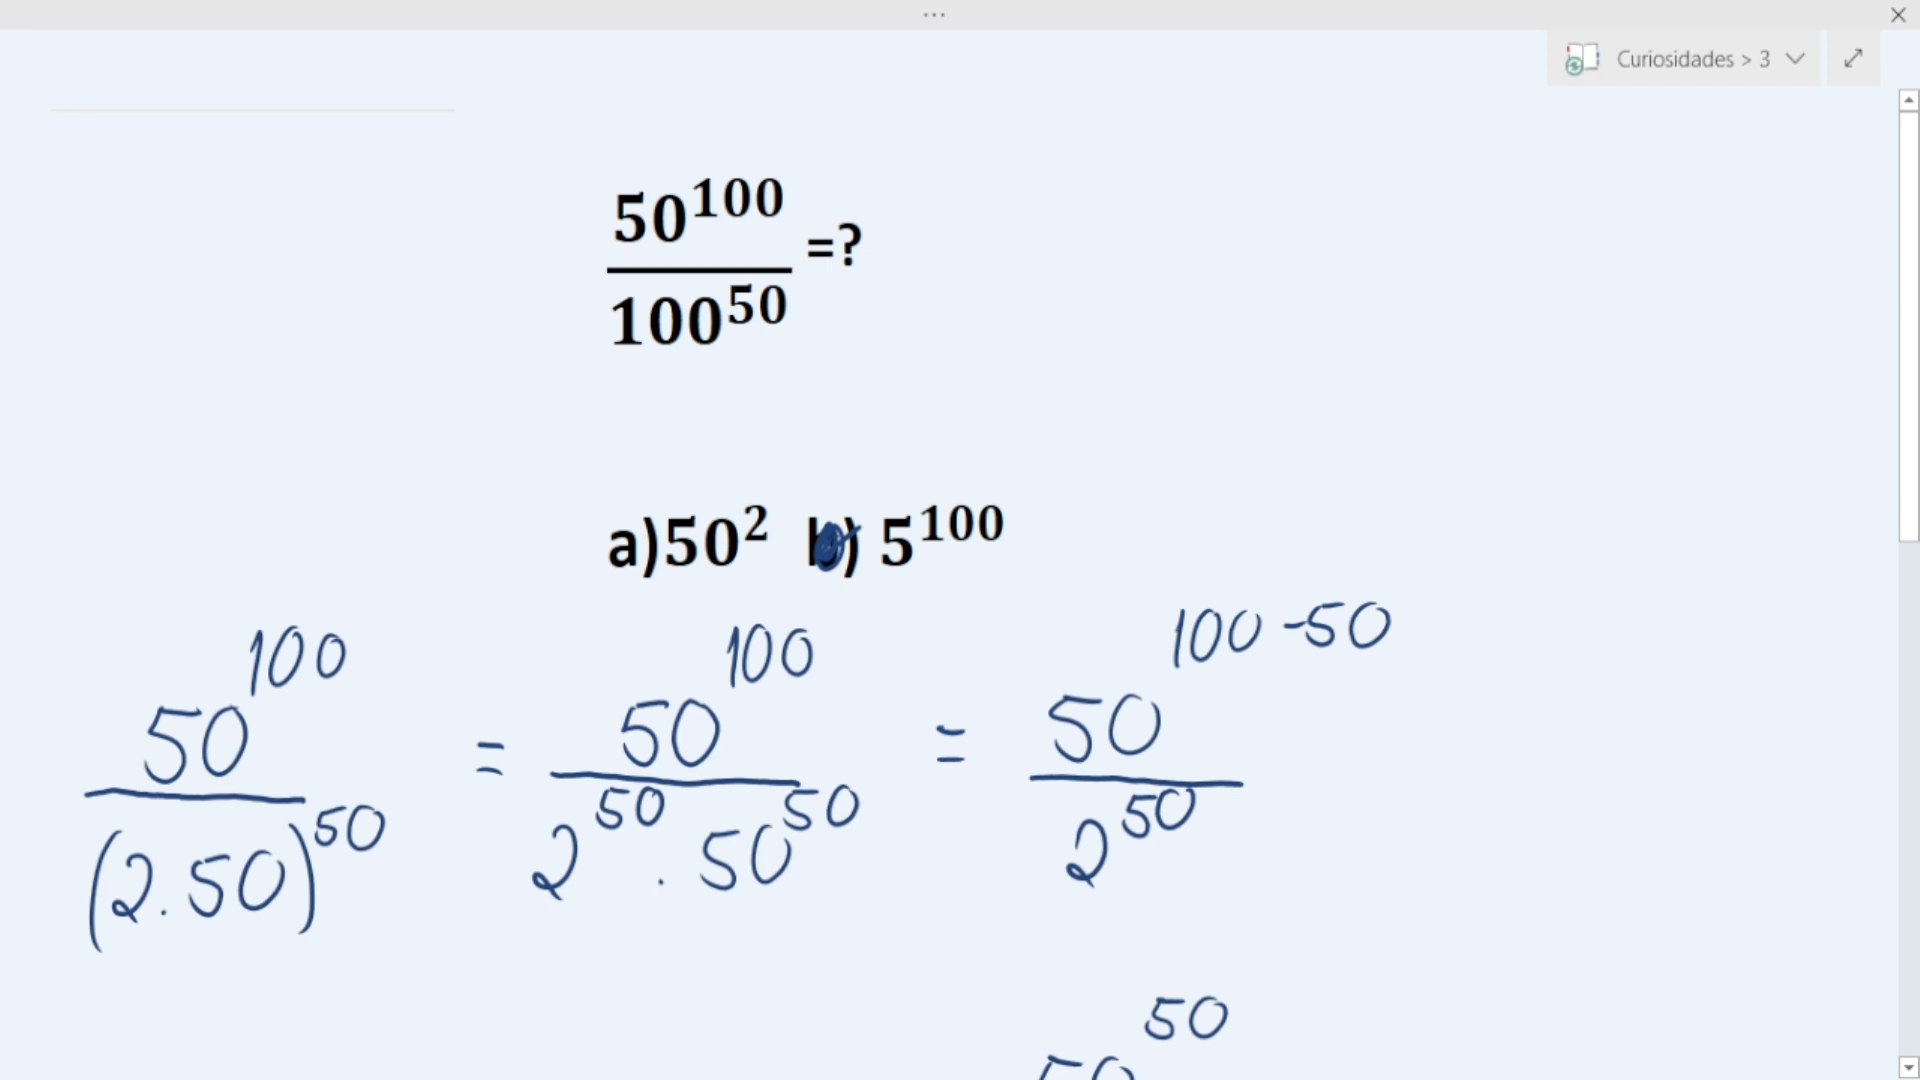 Curiosidades > 3
50^100 / 100^50 =?
a)50^2 b) 5^100
50^100 / (2.50)^50 = 50^100 / 2^50 . 50^50 = 50^100-50 / 2^50
50^50